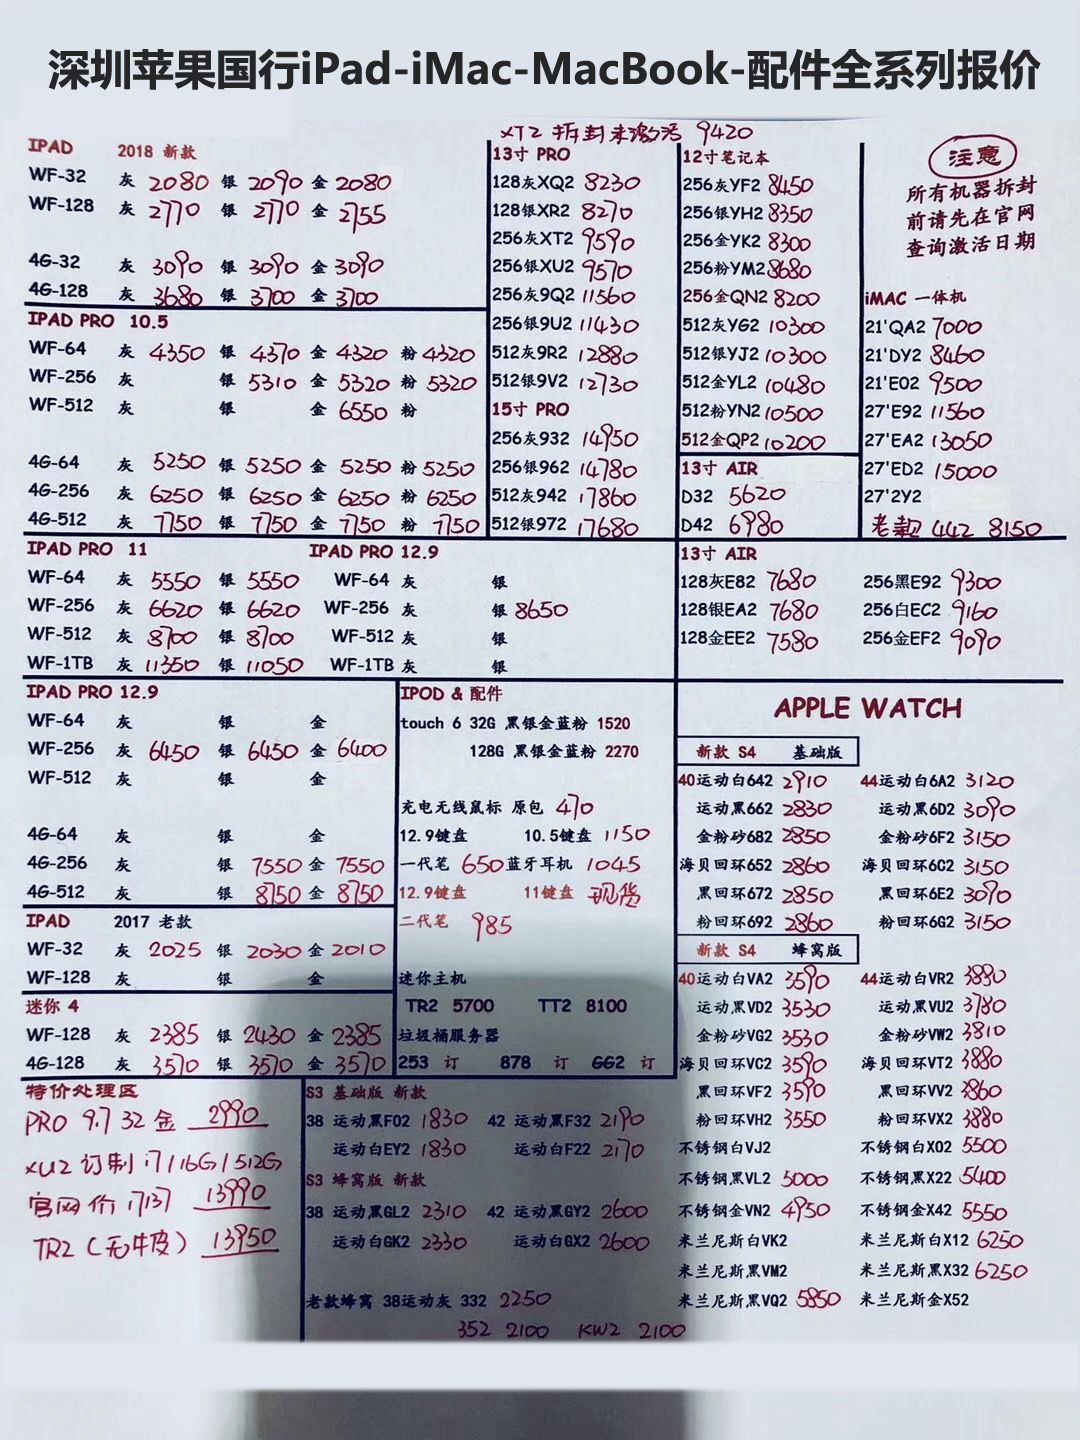 深圳苹果国行iPad-iMac-MacBook-配件全系列报价
XT2 拆封未激活 9420
IPAD 2018 新款
WF-32 灰 2080 银 2090 金 2080
WF-128 灰 2770 银 2770 金 2755
4G-32 灰 3090 银 3090 金 3090
4G-128 灰 3680 银 3700 金 3700
IPAD PRO 10.5
WF-64 灰 4350 银 4370 金 4320 粉 4320
WF-256 灰 银 5310 金 5320 粉 5320
WF-512 灰 银 金 6550 粉
4G-64 灰 5250 银 5250 金 5250 粉 5250
4G-256 灰 6250 银 6250 金 6250 粉 6250
4G-512 灰 7750 银 7750 金 7750 粉 7750
13寸 PRO
128灰XQ2 8230
128银XR2 8270
256灰XT2 9590
256银XU2 9570
256灰9Q2 11560
256银9U2 11430
512灰9R2 12880
512银9V2 12730
15寸 PRO
256灰932 14950
256银962 14780
512灰942 17860
512银972 17680
12寸笔记本
256灰YF2 8450
256银YH2 8350
256金YK2 8300
256粉YM2 8680
256金QN2 8200
512灰YG2 10300
512银YJ2 10300
512金YL2 10480
512粉YN2 10500
512金QP2 10200
13寸 AIR
D32 5620
D42 6980
注意
所有机器拆封
前请先在官网
查询激活日期
iMAC 一体机
21'QA2 7000
21'DY2 8460
21'E02 9500
27'E92 11560
27'EA2 13050
27'ED2 15000
27'2Y2
老款 442 8150
IPAD PRO 11
WF-64 灰 5550 银 5550
WF-256 灰 6620 银 6620
WF-512 灰 8700 银 8700
WF-1TB 灰 11350 银 11050
IPAD PRO 12.9
WF-64 灰 银
WF-256 灰 银 8650
WF-512 灰 银
WF-1TB 灰 银
13寸 AIR
128灰E82 7680 256黑E92 9300
128银EA2 7680 256白EC2 9160
128金EE2 7580 256金EF2 9090
IPAD PRO 12.9
WF-64 灰 银 金
WF-256 灰 6450 银 6450 金 6400
WF-512 灰 银 金
4G-64 灰 银 金
4G-256 灰 银 7550 金 7550
4G-512 灰 银 8750 金 8750
IPAD 2017 老款
WF-32 灰 2025 银 2030 金 2010
WF-128 灰 银 金
迷你 4
WF-128 灰 2385 银 2430 金 2385
4G-128 灰 3570 银 3570 金 3570
IPOD & 配件
touch 6 32G 黑银金蓝粉 1520
128G 黑银金蓝粉 2270
充电无线鼠标 原包 470
12.9键盘 10.5键盘 1150
一代笔 650 蓝牙耳机 1045
12.9键盘 11键盘 现货
二代笔 985
迷你主机
TR2 5700 TT2 8100
垃圾桶服务器
253 订 878 订 GG2 订
APPLE WATCH
新款 S4 基础版
40运动白642 2910 44运动白6A2 3120
运动黑662 2830 运动黑6D2 3090
金粉砂682 2850 金粉砂6F2 3150
海贝回环652 2860 海贝回环6C2 3150
黑回环672 2850 黑回环6E2 3090
粉回环692 2860 粉回环6G2 3150
新款 S4 蜂窝版
40运动白VA2 3590 44运动白VR2 3830
运动黑VD2 3530 运动黑VU2 3780
金粉砂VG2 3530 金粉砂VW2 3810
海贝回环VC2 3590 海贝回环VT2 3880
黑回环VF2 3590 黑回环VV2 3860
粉回环VH2 3550 粉回环VX2 3880
不锈钢白VJ2 不锈钢白X02 5500
不锈钢黑VL2 5000 不锈钢黑X22 5400
不锈钢金VN2 4950 不锈钢金X42 5550
米兰尼斯白VK2 米兰尼斯白X12 6250
米兰尼斯黑VM2 米兰尼斯黑X32 6250
米兰尼斯黑VQ2 5850 米兰尼斯金X52
特价处理区
PRO 9.7 32 金 2990
XU2 订制 i7/16G/512G
官网价 17137 13990
TR2(无牛皮) 13950
S3 基础版 新款
38 运动黑F02 1830 42 运动黑F32 2190
运动白EY2 1830 运动白F22 2170
S3 蜂窝版 新款
38 运动黑GL2 2310 42 运动黑GY2 2600
运动白GK2 2330 运动白GX2 2600
老款蜂窝 38运动灰 332 2250
352 2100 KW2 2100